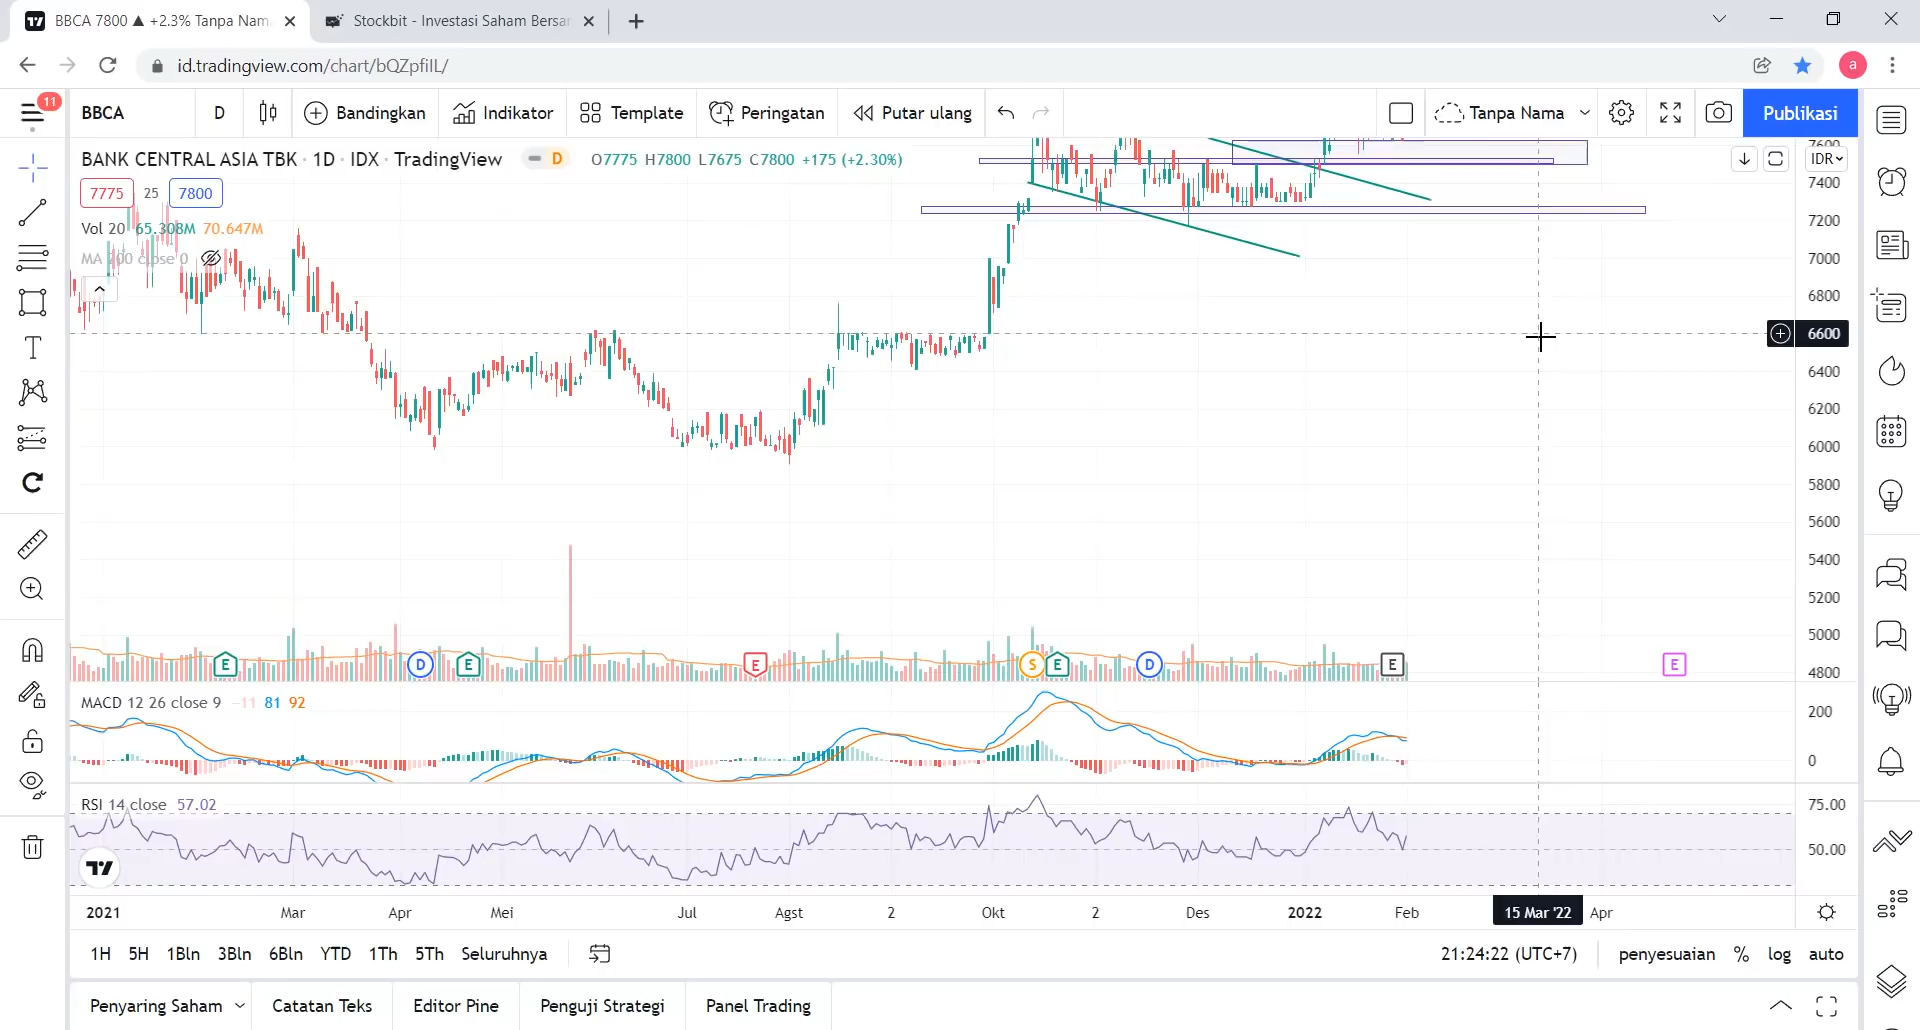 BBCA 7800 ▲ +2.3% Tanpa Nam
Stockbit - Investasi Saham Bersar
id.tradingview.com/chart/bQZpfiIL/
a
11
BBCA D Bandingkan Indikator Template Peringatan Putar ulang Tanpa Nama Publikasi
BANK CENTRAL ASIA TBK · 1D · IDX · TradingView D O7775 H7800 L7675 C7800 +175 (+2.30%)
IDR
7775 25 7800
Vol 20 65.308M 70.647M
MA 200 close 0
7600
7400
7200
7000
6800
6600
6400
6200
6000
5800
5600
5400
5200
5000
4800
E D E E S E D E E
MACD 12 26 close 9 −11 81 92
200
0
RSI 14 close 57.02
75.00
50.00
2021 Mar Apr Mei Jul Agst 2 Okt 2 Des 2022 Feb 15 Mar '22 Apr
1H 5H 1Bln 3Bln 6Bln YTD 1Th 5Th Seluruhnya 21:24:22 (UTC+7) penyesuaian % log auto
Penyaring Saham Catatan Teks Editor Pine Penguji Strategi Panel Trading